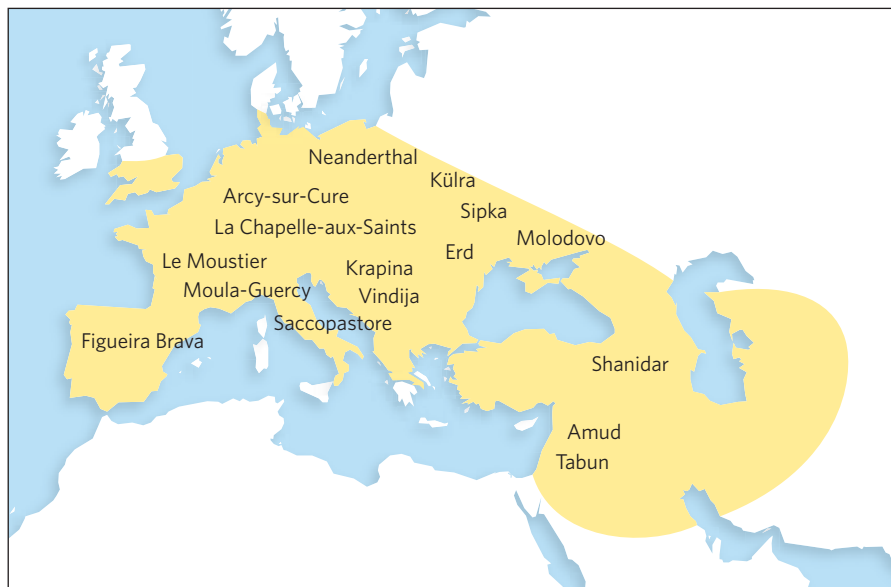 Neanderthal
Külra
Arcy-sur-Cure
Sipka
La Chapelle-aux-Saints
Molodovo
Erd
Le Moustier
Krapina
Moula-Guercy
Vindija
Saccopastore
Figueira Brava
Shanidar
Amud
Tabun